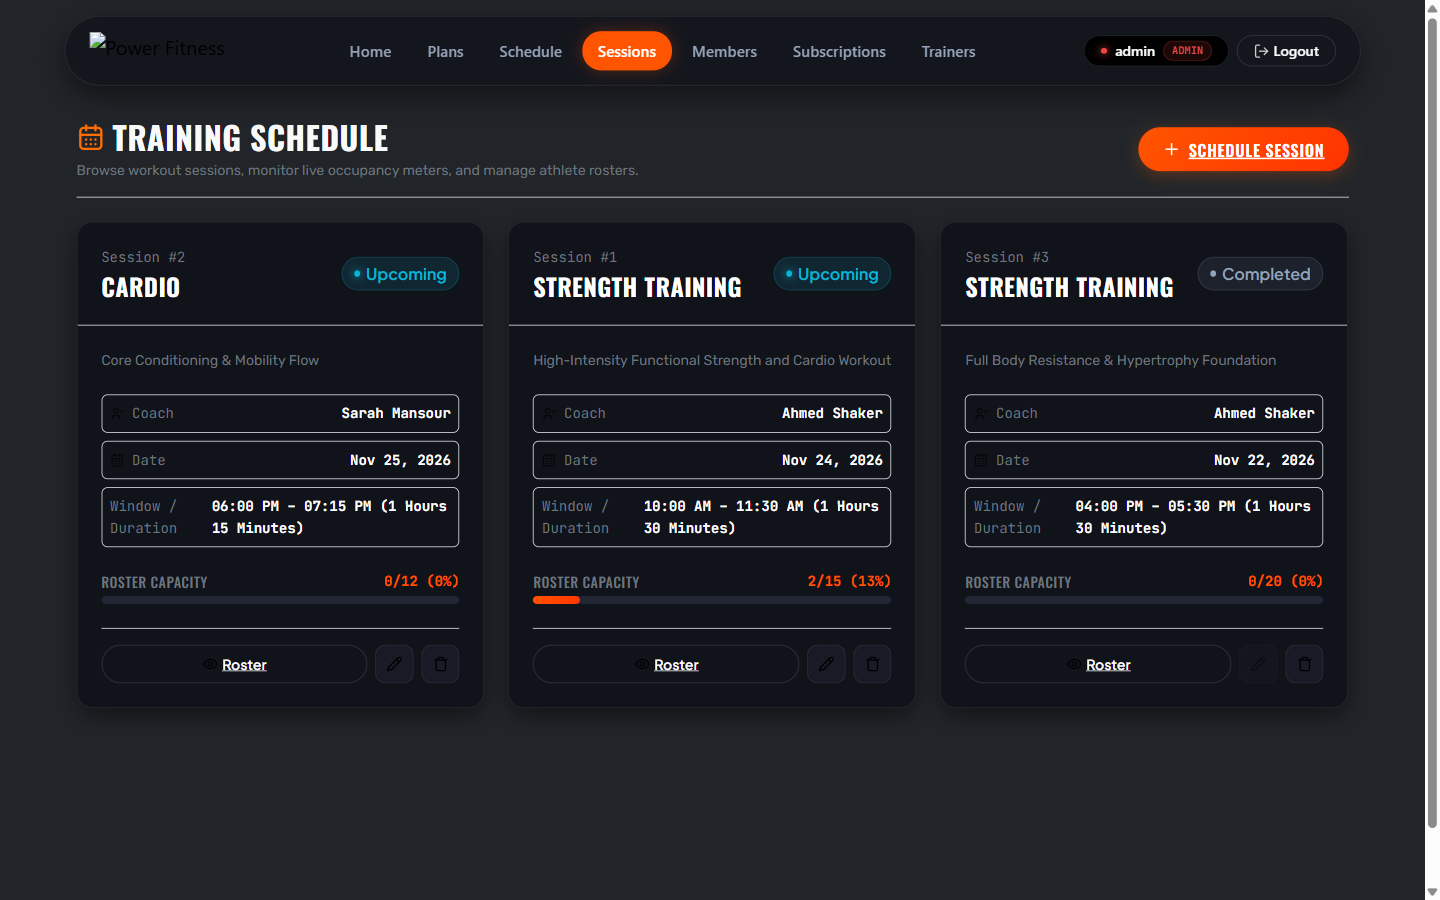 Power Fitness
Home
Plans
Schedule
Sessions
Members
Subscriptions
Trainers
admin
ADMIN
Logout
TRAINING SCHEDULE
Browse workout sessions, monitor live occupancy meters, and manage athlete rosters.
SCHEDULE SESSION
Session #2
CARDIO
Upcoming
Core Conditioning & Mobility Flow
Coach
Sarah Mansour
Date
Nov 25, 2026
Window /
Duration
06:00 PM – 07:15 PM (1 Hours
15 Minutes)
ROSTER CAPACITY
0/12 (0%)
Roster
Session #1
STRENGTH TRAINING
Upcoming
High-Intensity Functional Strength and Cardio Workout
Coach
Ahmed Shaker
Date
Nov 24, 2026
Window /
Duration
10:00 AM – 11:30 AM (1 Hours
30 Minutes)
ROSTER CAPACITY
2/15 (13%)
Roster
Session #3
STRENGTH TRAINING
Completed
Full Body Resistance & Hypertrophy Foundation
Coach
Ahmed Shaker
Date
Nov 22, 2026
Window /
Duration
04:00 PM – 05:30 PM (1 Hours
30 Minutes)
ROSTER CAPACITY
0/20 (0%)
Roster